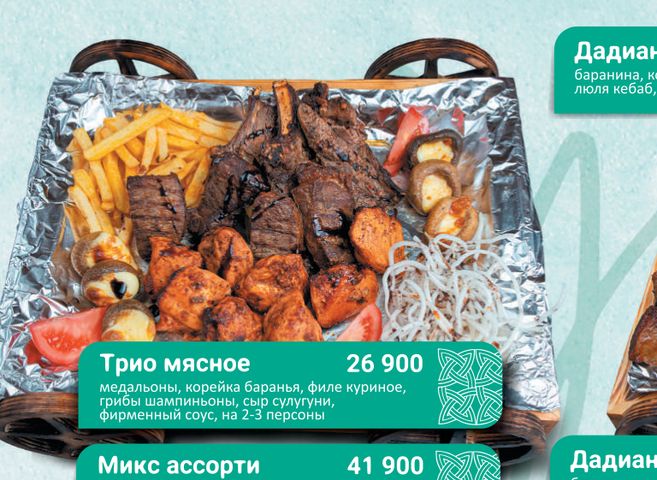 Дадиан
баранина, к
люля кебаб,
Трио мясное 26 900
медальоны, корейка баранья, филе куриное,
грибы шампиньоны, сыр сулугуни,
фирменный соус, на 2-3 персоны
Микс ассорти 41 900
Дадиан